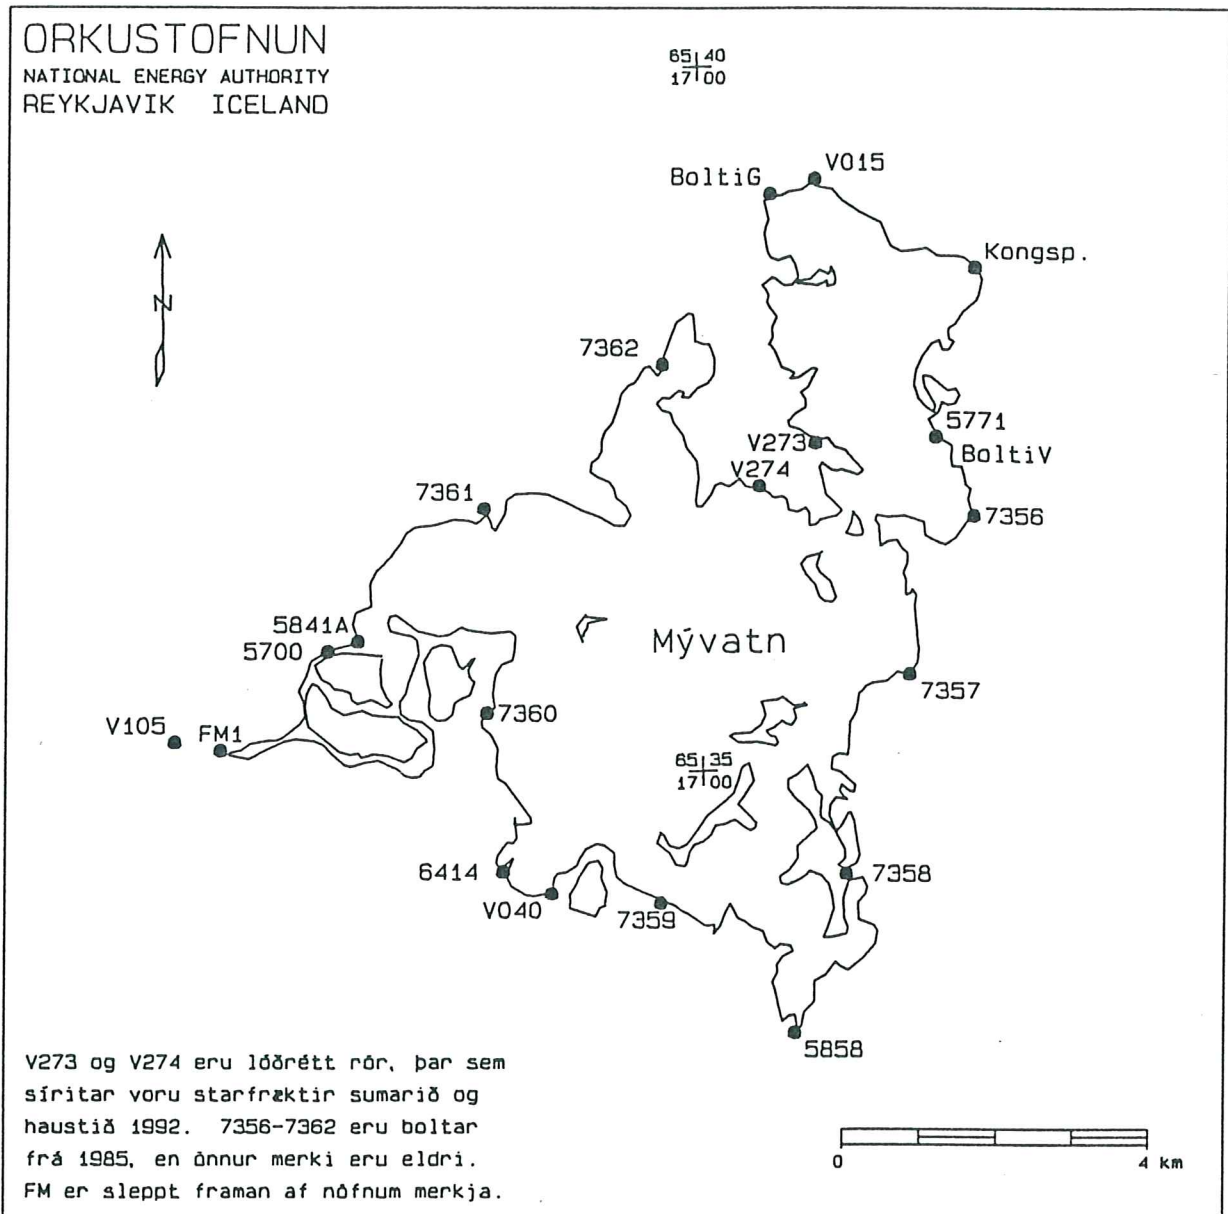 ORKUSTOFNUN
NATIONAL ENERGY AUTHORITY
REYKJAVIK ICELAND
65 40
17 00
V015
BoltiG
Kongsp.
N
7362
5771
V273
BoltiV
V274
7361
7356
5841A
5700
Mývatn
7357
7360
V105
FM1
65 35
17 00
6414
7358
V040
7359
5858
V273 og V274 eru lóðrétt rör, þar sem
síritar voru starfræktir sumarið og
haustið 1992. 7356-7362 eru boltar
frá 1985, en önnur merki eru eldri.
FM er sleppt framan af nöfnum merkja.
0 4 km